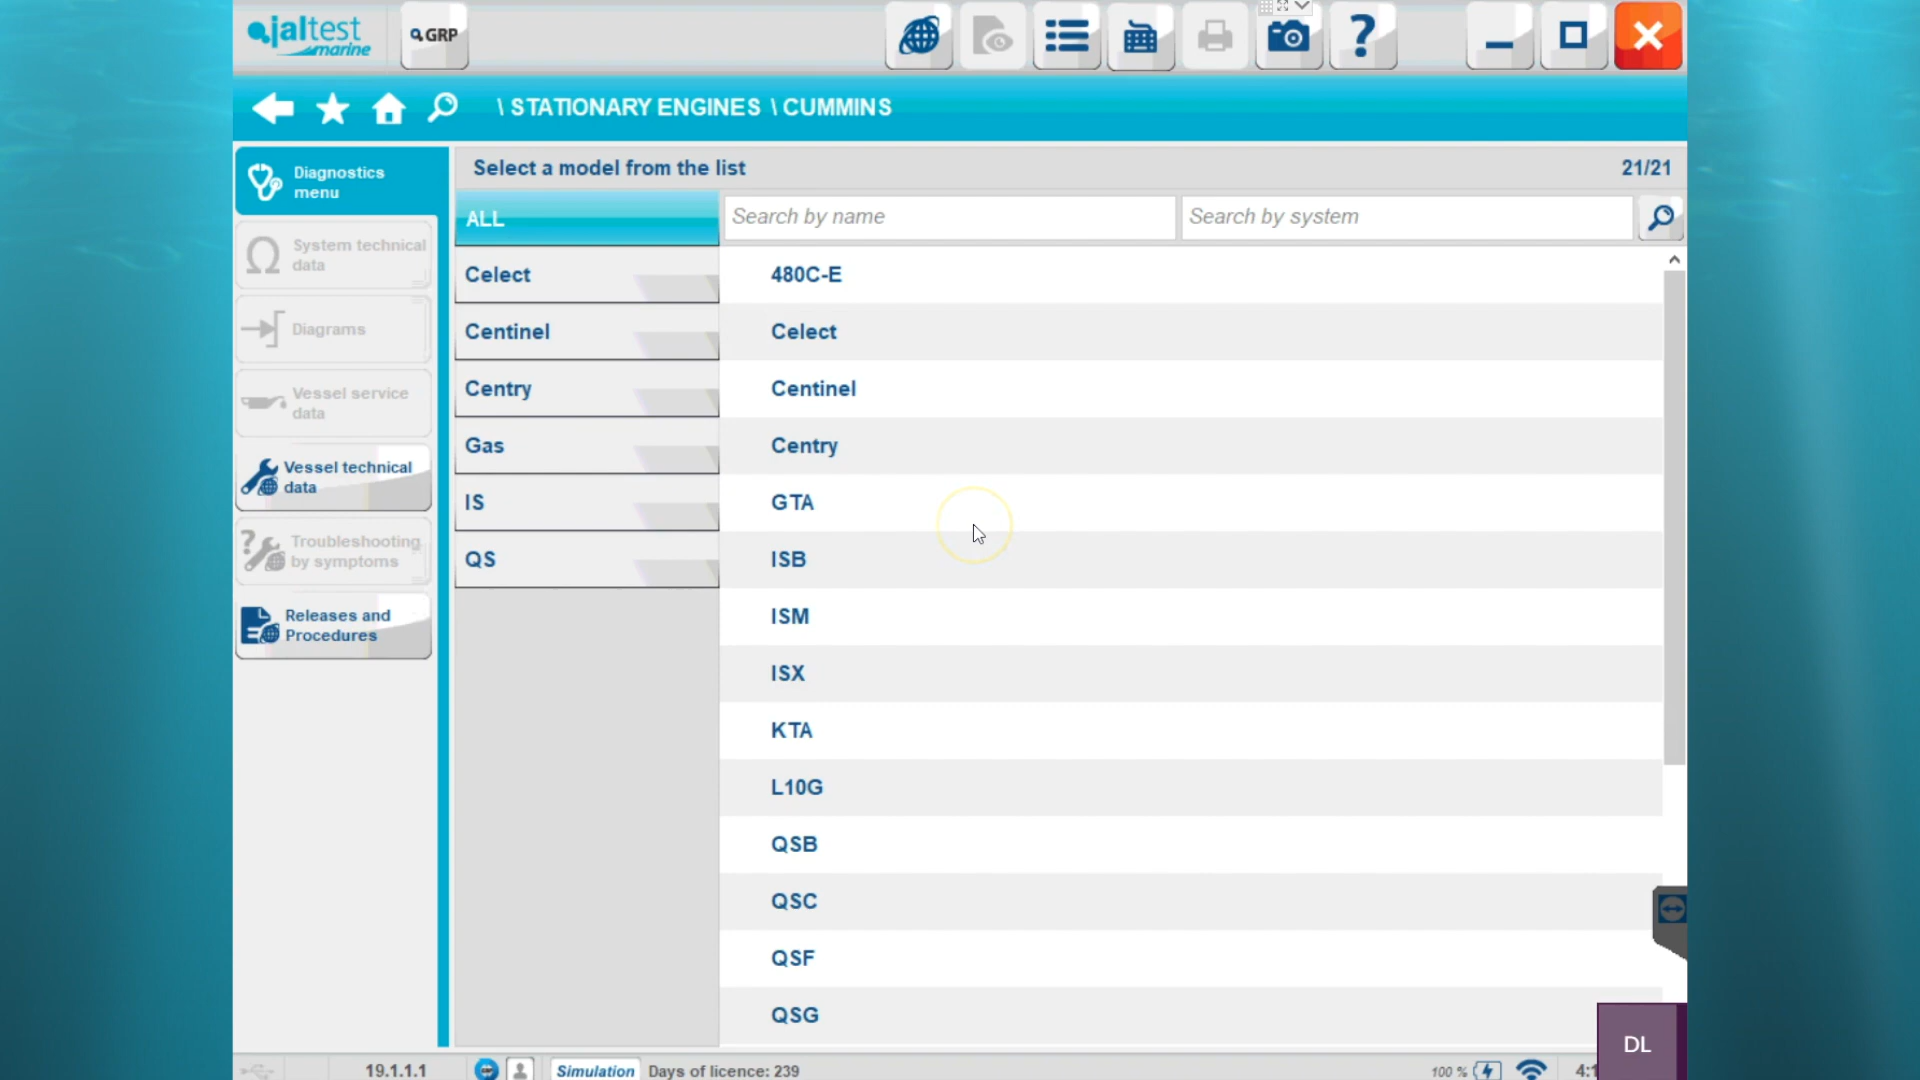 jaltest
marine
GRP
\ STATIONARY ENGINES \ CUMMINS
Diagnostics
menu
System technical
data
Diagrams
Vessel service
data
Vessel technical
data
Troubleshooting
by symptoms
Releases and
Procedures
Select a model from the list
21/21
ALL
Search by name
Search by system
Celect
Centinel
Centry
Gas
IS
QS
480C-E
Celect
Centinel
Centry
GTA
ISB
ISM
ISX
KTA
L10G
QSB
QSC
QSF
QSG
DL
19.1.1.1
Simulation
Days of licence: 239
100 %